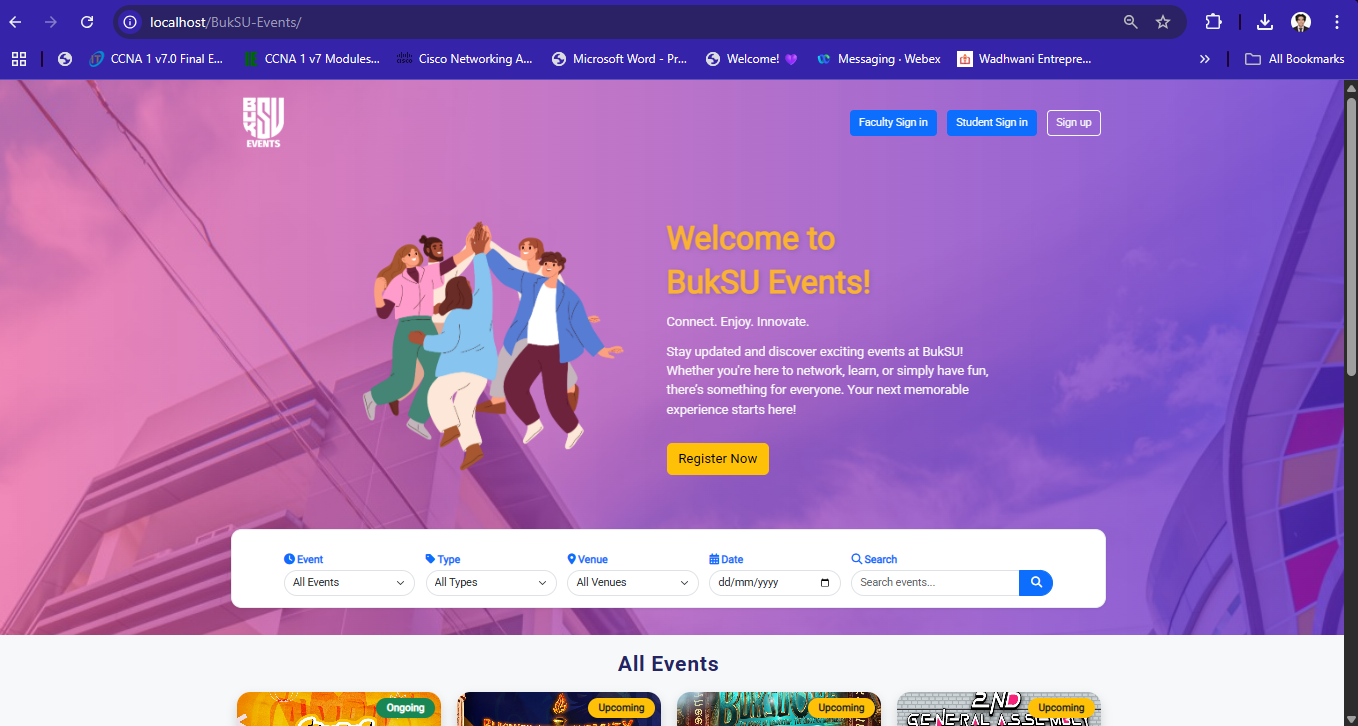 localhost/BukSU-Events/
CCNA 1 v7.0 Final E...
CCNA 1 v7 Modules...
Cisco Networking A...
Microsoft Word - Pr...
Welcome! 💜
Messaging · Webex
Wadhwani Entrepre...
All Bookmarks
BUKSU
EVENTS
Faculty Sign in
Student Sign in
Sign up
Welcome to
BukSU Events!
Connect. Enjoy. Innovate.
Stay updated and discover exciting events at BukSU!
Whether you're here to network, learn, or simply have fun,
there's something for everyone. Your next memorable
experience starts here!
Register Now
Event
Type
Venue
Date
Search
All Events
All Types
All Venues
dd/mm/yyyy
Search events...
All Events
Ongoing
Upcoming
Upcoming
2ND
GENERAL ASSEMBLY
Upcoming